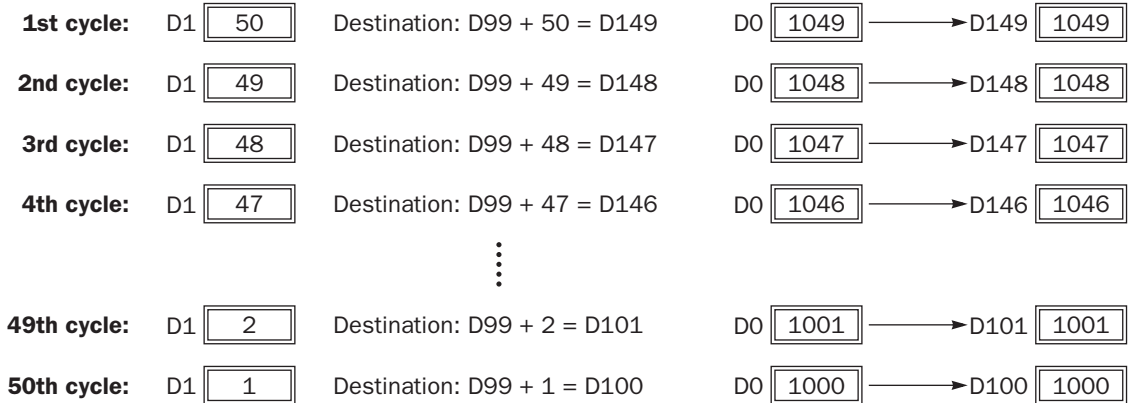 1st cycle: D1 50 Destination: D99 + 50 = D149 D0 1049 D149 1049
2nd cycle: D1 49 Destination: D99 + 49 = D148 D0 1048 D148 1048
3rd cycle: D1 48 Destination: D99 + 48 = D147 D0 1047 D147 1047
4th cycle: D1 47 Destination: D99 + 47 = D146 D0 1046 D146 1046
49th cycle: D1 2 Destination: D99 + 2 = D101 D0 1001 D101 1001
50th cycle: D1 1 Destination: D99 + 1 = D100 D0 1000 D100 1000